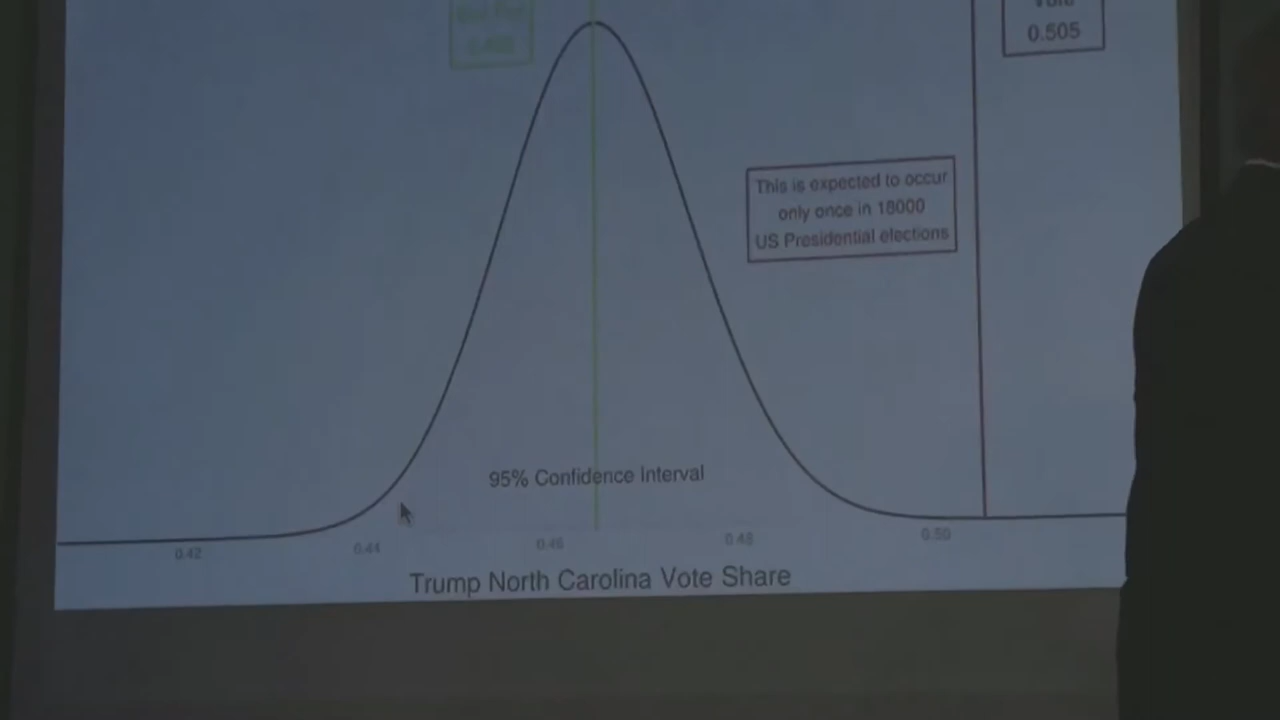 0.505
This is expected to occur
only once in 18000
US Presidential elections
95% Confidence Interval
0.42 0.44 0.46 0.48 0.50
Trump North Carolina Vote Share